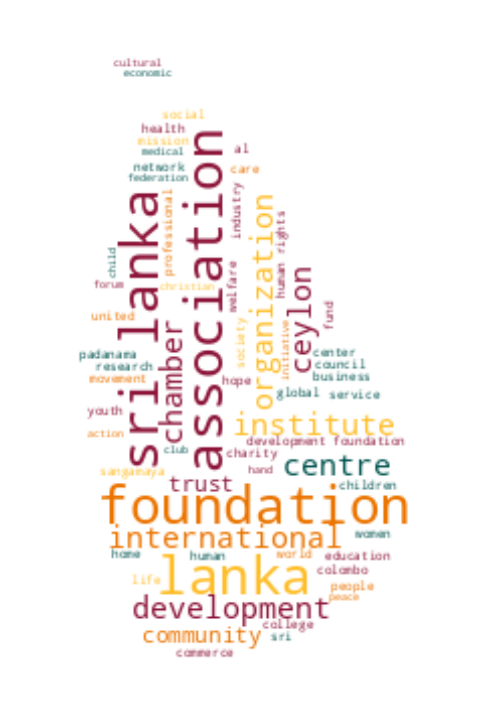 cultural
economic
social
health
mission
medical
al
network
care
federation
association
sri lanka
professional
industry
organization
human rights
child
forum
christian
welfare
ceylon
fund
united
chamber
society
initiative
padanama
research
movement
center
council
business
hope
global
service
youth
action
institute
club
development foundation
charity
hand
centre
sangamaya
trust
children
foundation
international
women
home
human
world
education
lanka
colombo
life
people
peace
development
community
college
sri
commerce